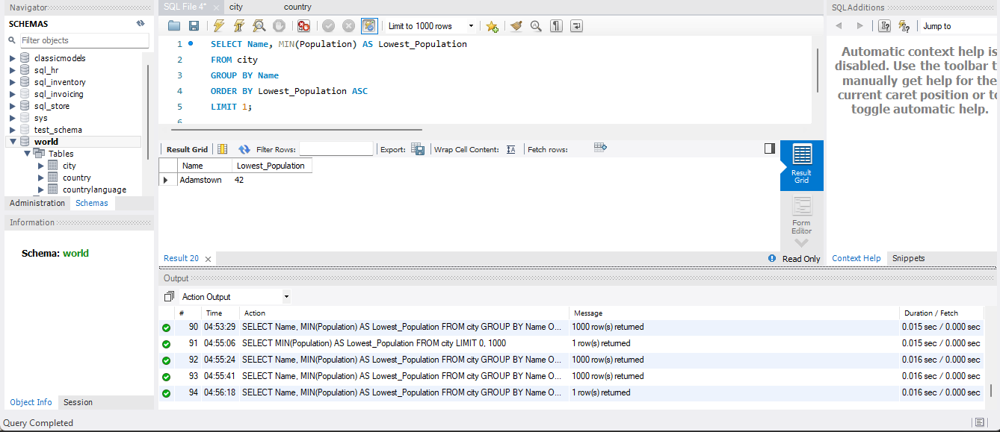 Navigator
SCHEMAS
Filter objects
classicmodels
sql_hr
sql_inventory
sql_invoicing
sql_store
sys
test_schema
world
Tables
city
country
countrylanguage
Administration Schemas
Information
Schema: world
Object Info Session
Query Completed
SQL File 4* city country
Limit to 1000 rows
1 SELECT Name, MIN(Population) AS Lowest_Population
2 FROM city
3 GROUP BY Name
4 ORDER BY Lowest_Population ASC
5 LIMIT 1;
6
Result Grid Filter Rows: Export: Wrap Cell Content: Fetch rows:
Name Lowest_Population
Adamstown 42
Result Grid
Form Editor
Result 20 Read Only
Output
Action Output
# Time Action Message Duration / Fetch
90 04:53:29 SELECT Name, MIN(Population) AS Lowest_Population FROM city GROUP BY Name O... 1000 row(s) returned 0.015 sec / 0.000 sec
91 04:55:06 SELECT MIN(Population) AS Lowest_Population FROM city LIMIT 0, 1000 1 row(s) returned 0.015 sec / 0.000 sec
92 04:55:24 SELECT Name, MIN(Population) AS Lowest_Population FROM city GROUP BY Name O... 1000 row(s) returned 0.016 sec / 0.000 sec
93 04:55:41 SELECT Name, MIN(Population) AS Lowest_Population FROM city GROUP BY Name O... 1000 row(s) returned 0.016 sec / 0.000 sec
94 04:56:18 SELECT Name, MIN(Population) AS Lowest_Population FROM city GROUP BY Name O... 1 row(s) returned 0.016 sec / 0.000 sec
SQLAdditions
Jump to
Automatic context help is
disabled. Use the toolbar t
manually get help for the
current caret position or to
toggle automatic help.
Context Help Snippets